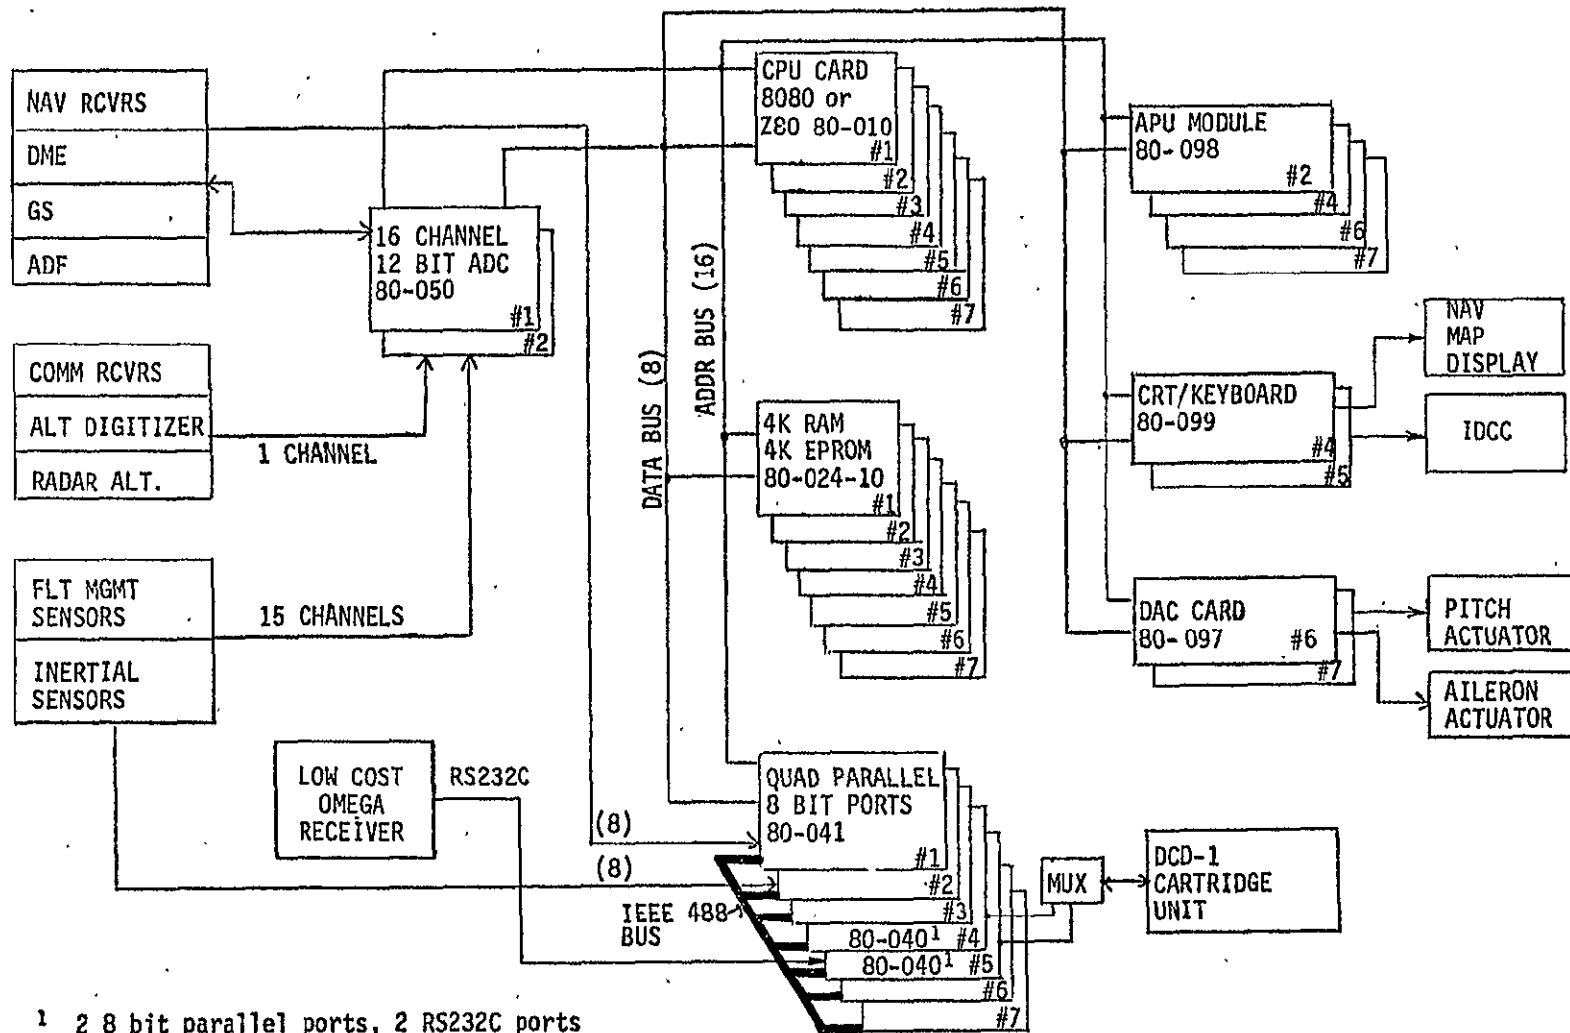 NAV RCVRS
DME
GS
ADF
COMM RCVRS
ALT DIGITIZER
RADAR ALT.
1 CHANNEL
FLT MGMT
SENSORS
INERTIAL
SENSORS
15 CHANNELS
16 CHANNEL
12 BIT ADC
80-050
#1
#2
LOW COST
OMEGA
RECEIVER
RS232C
(8)
(8)
IEEE 488
BUS
DATA BUS (8)
ADDR BUS (16)
CPU CARD
8080 or
Z80 80-010
#1
#2
#3
#4
#5
#6
#7
4K RAM
4K EPROM
80-024-10
#1
#2
#3
#4
#5
#6
#7
QUAD PARALLEL
8 BIT PORTS
80-041
#1
#2
#3
80-040¹ #4
80-040¹ #5
#6
#7
APU MODULE
80-098
#2
#4
#6
#7
CRT/KEYBOARD
80-099
#4
#5
NAV
MAP
DISPLAY
IDCC
DAC CARD
80-097 #6
#7
PITCH
ACTUATOR
AILERON
ACTUATOR
MUX
DCD-1
CARTRIDGE
UNIT
1 2 8 bit parallel ports, 2 RS232C ports